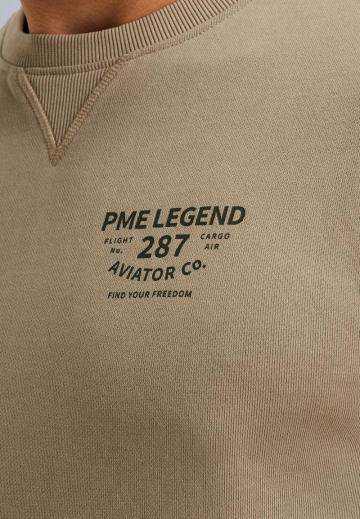 PME LEGEND
FLIGHT No. 287 CARGO AIR
AVIATOR Co.
FIND YOUR FREEDOM